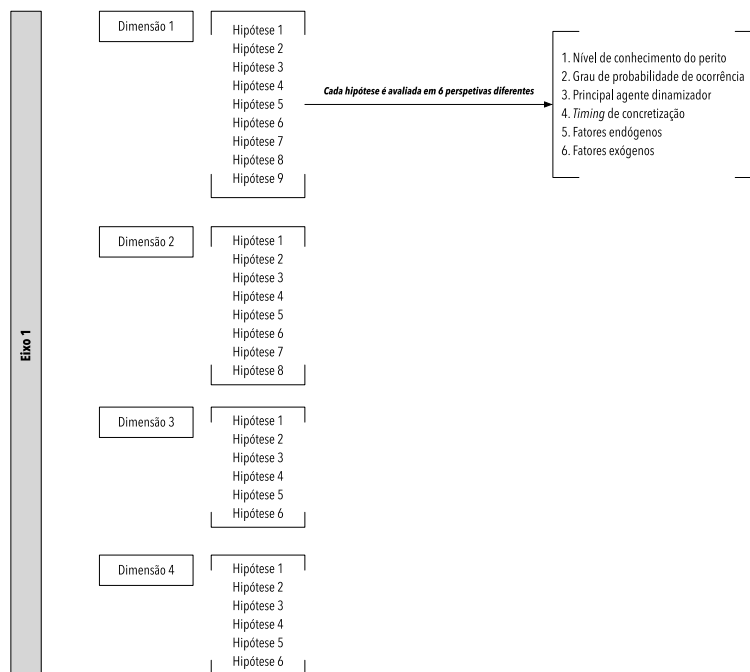 Eixo 1
Dimensão 1
Hipótese 1
Hipótese 2
Hipótese 3
Hipótese 4
Hipótese 5
Hipótese 6
Hipótese 7
Hipótese 8
Hipótese 9
Cada hipótese é avaliada em 6 perspetivas diferentes
1. Nível de conhecimento do perito
2. Grau de probabilidade de ocorrência
3. Principal agente dinamizador
4. Timing de concretização
5. Fatores endógenos
6. Fatores exógenos
Dimensão 2
Hipótese 1
Hipótese 2
Hipótese 3
Hipótese 4
Hipótese 5
Hipótese 6
Hipótese 7
Hipótese 8
Dimensão 3
Hipótese 1
Hipótese 2
Hipótese 3
Hipótese 4
Hipótese 5
Hipótese 6
Dimensão 4
Hipótese 1
Hipótese 2
Hipótese 3
Hipótese 4
Hipótese 5
Hipótese 6